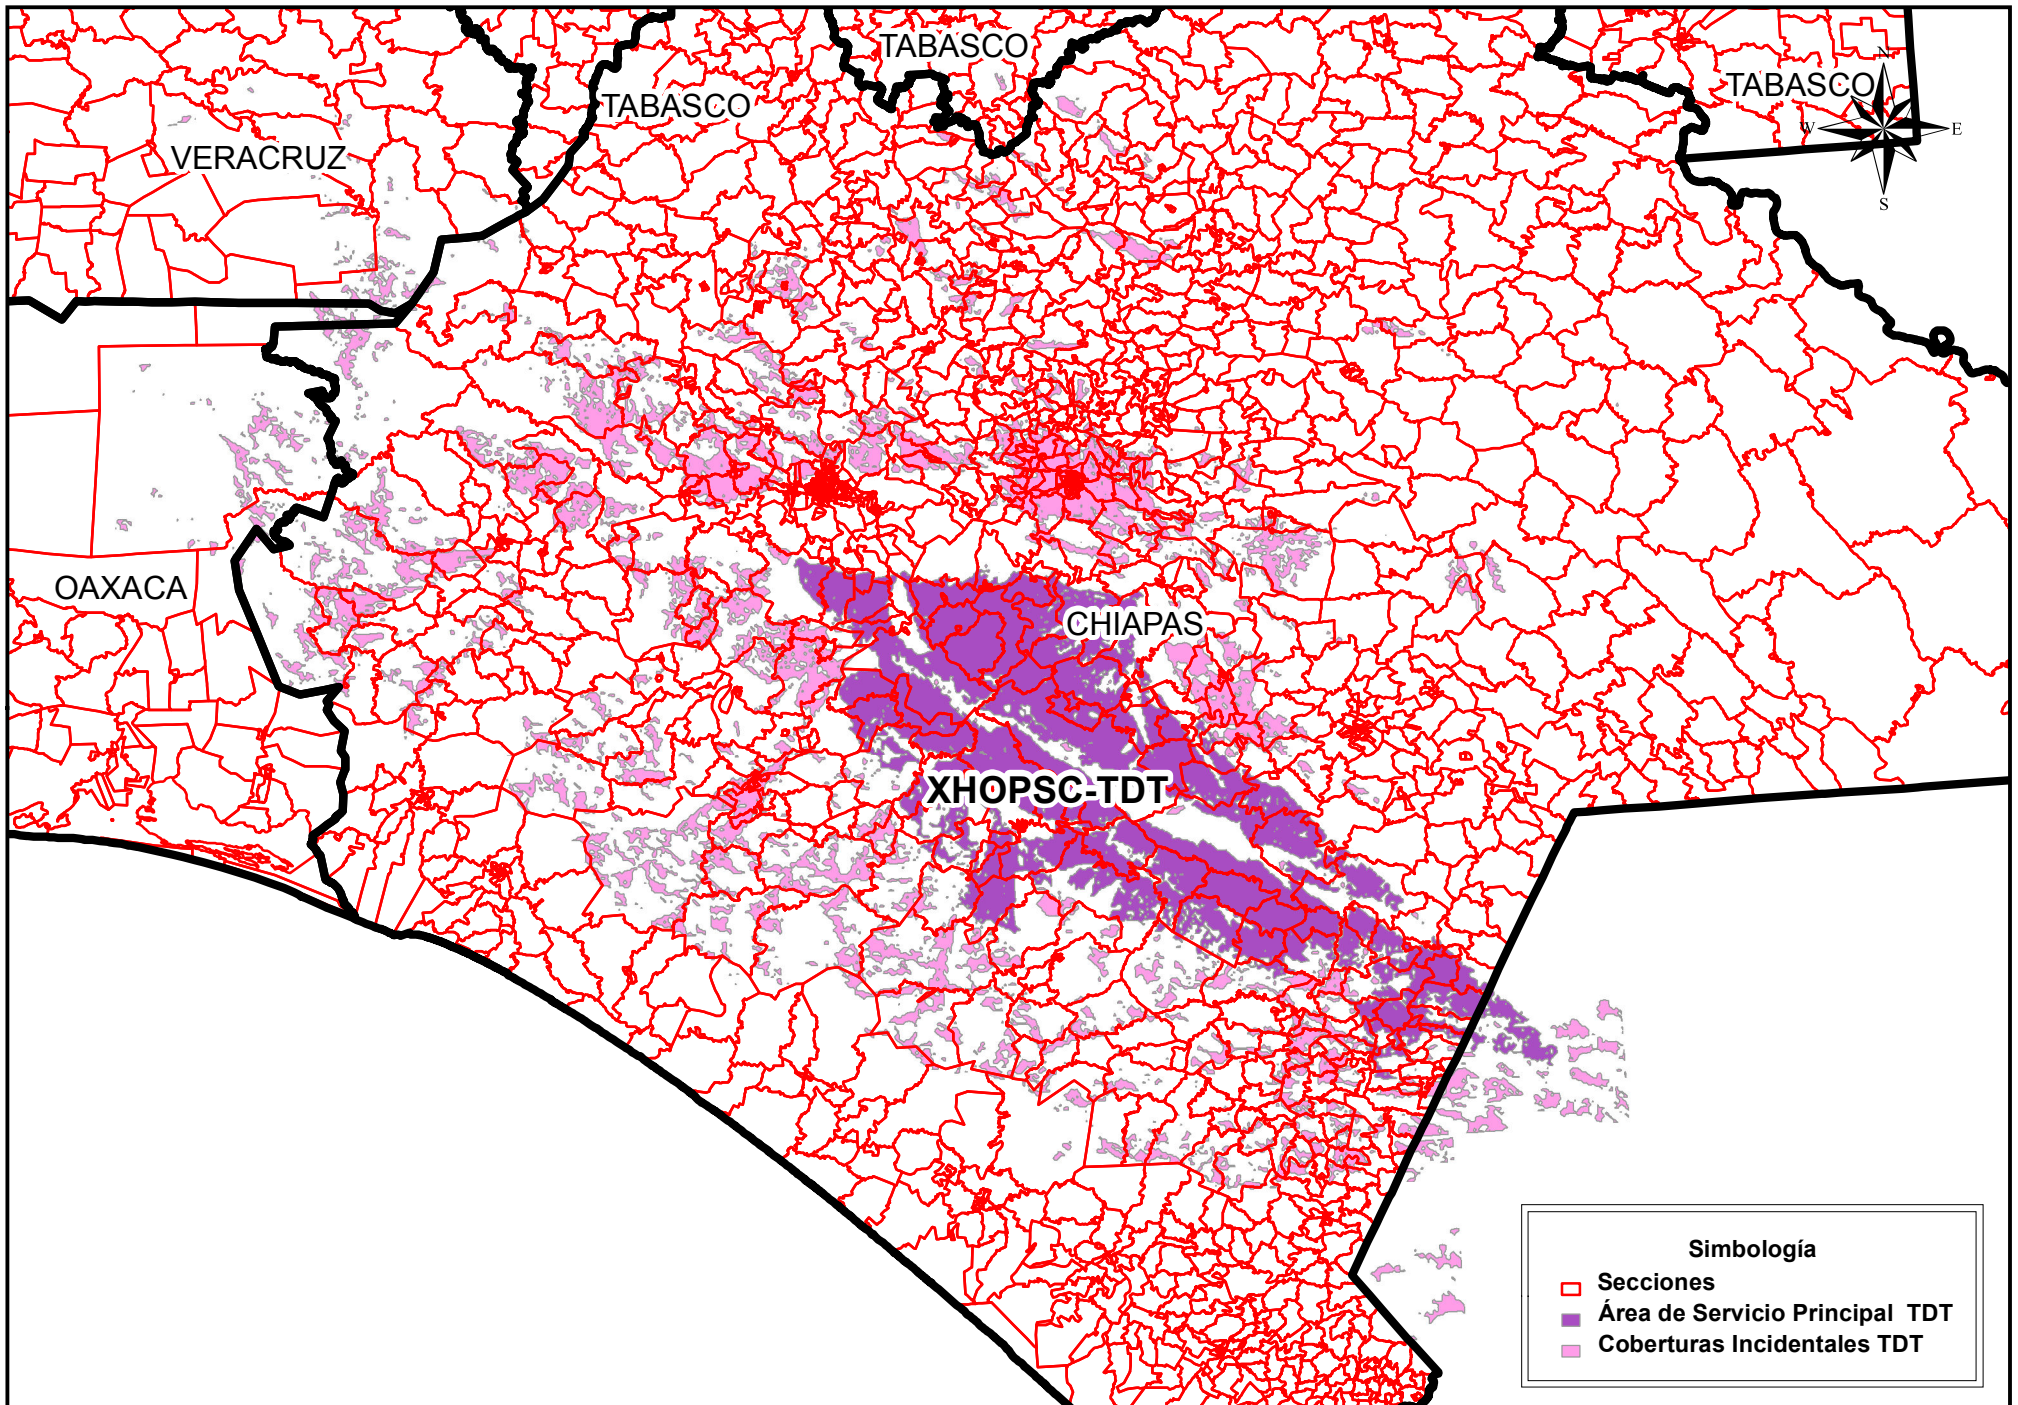 TABASCO
TABASCO
TABASCO
N
W
E
S
VERACRUZ
OAXACA
CHIAPAS
XHOPSC-TDT
Simbología
Secciones
Área de Servicio Principal TDT
Coberturas Incidentales TDT